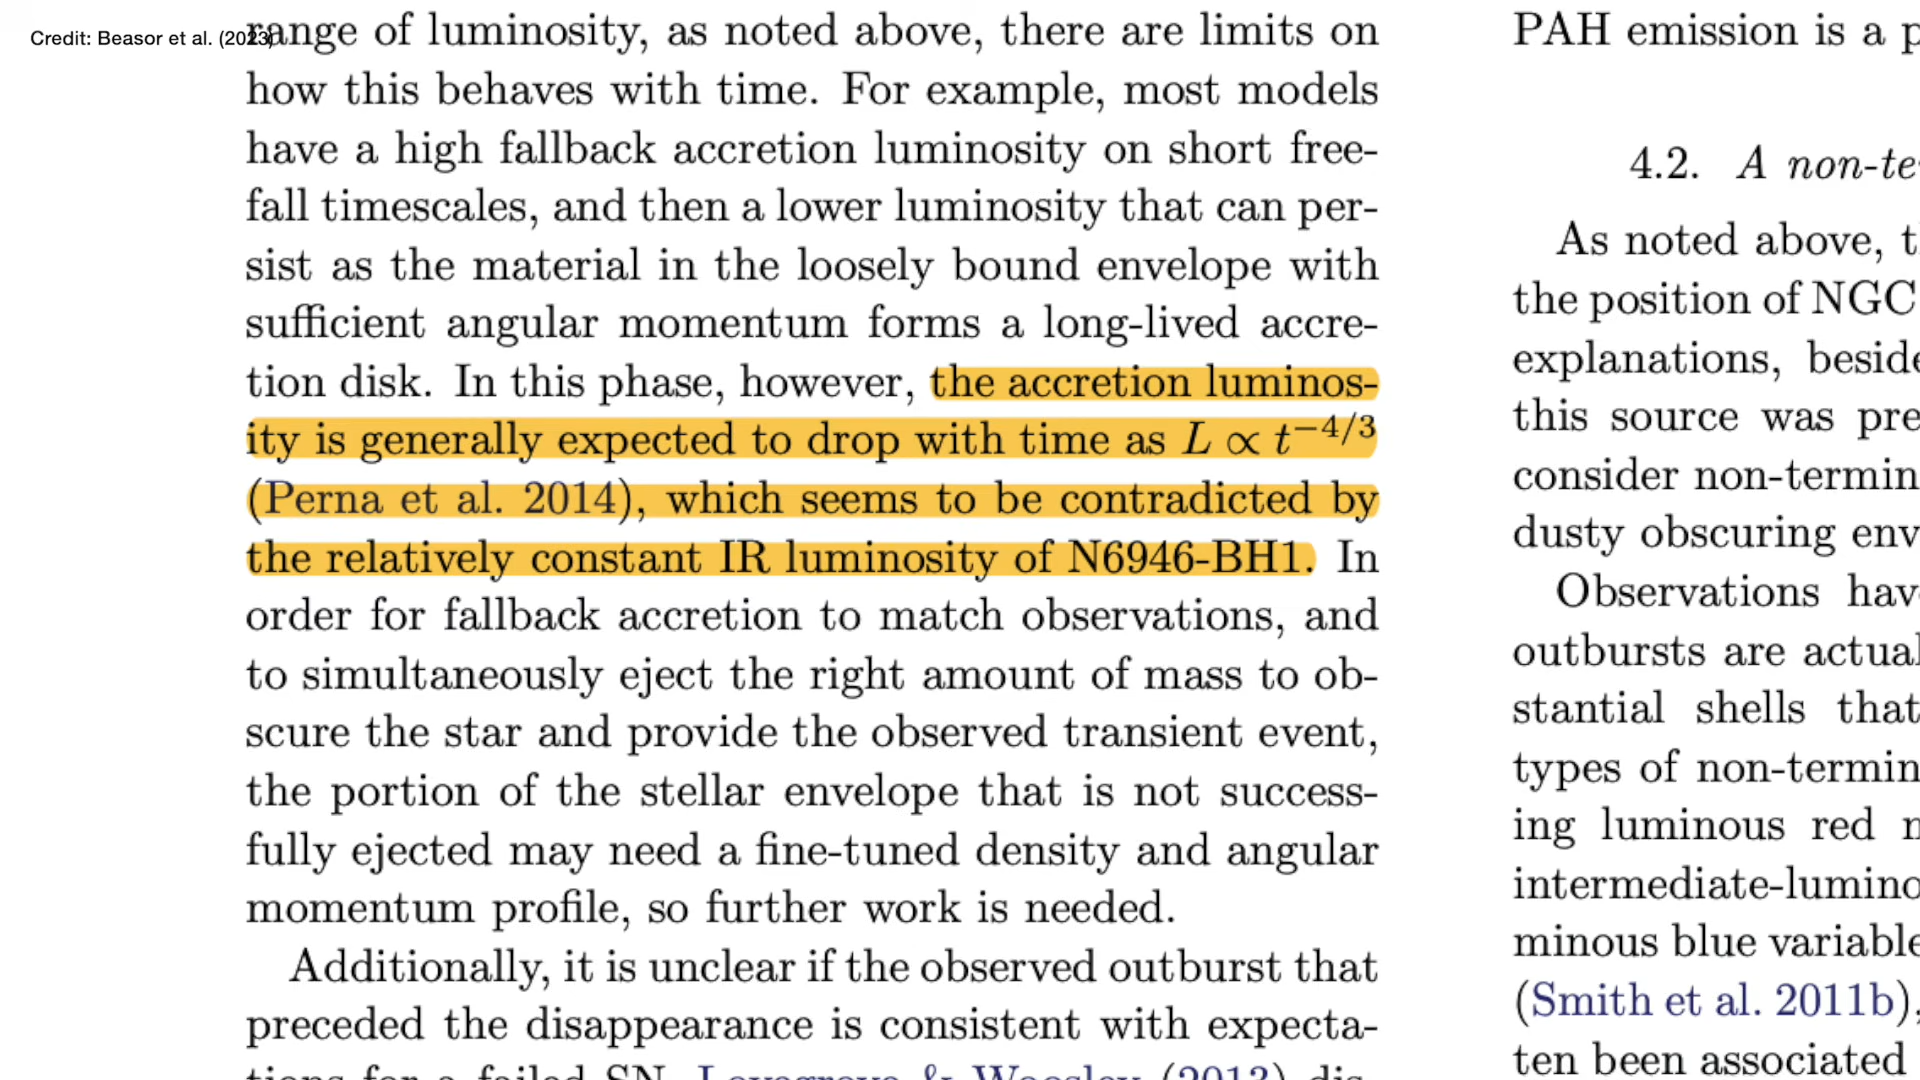 Credit: Beasor et al. (2023)
range of luminosity, as noted above, there are limits on
how this behaves with time. For example, most models
have a high fallback accretion luminosity on short free-
fall timescales, and then a lower luminosity that can per-
sist as the material in the loosely bound envelope with
sufficient angular momentum forms a long-lived accre-
tion disk. In this phase, however, the accretion luminos-
ity is generally expected to drop with time as L ∝ t⁻⁴/³
(Perna et al. 2014), which seems to be contradicted by
the relatively constant IR luminosity of N6946-BH1. In
order for fallback accretion to match observations, and
to simultaneously eject the right amount of mass to ob-
scure the star and provide the observed transient event,
the portion of the stellar envelope that is not success-
fully ejected may need a fine-tuned density and angular
momentum profile, so further work is needed.
Additionally, it is unclear if the observed outburst that
preceded the disappearance is consistent with expecta-
tions for a failed SN. Lovegrove & Woosley (2013) dis-
PAH emission is a p
4.2. A non-te
As noted above, t
the position of NGC
explanations, beside
this source was pre
consider non-termin
dusty obscuring env
Observations hav
outbursts are actual
stantial shells that
types of non-termin
ing luminous red n
intermediate-lumino
minous blue variable
(Smith et al. 2011b),
ten been associated